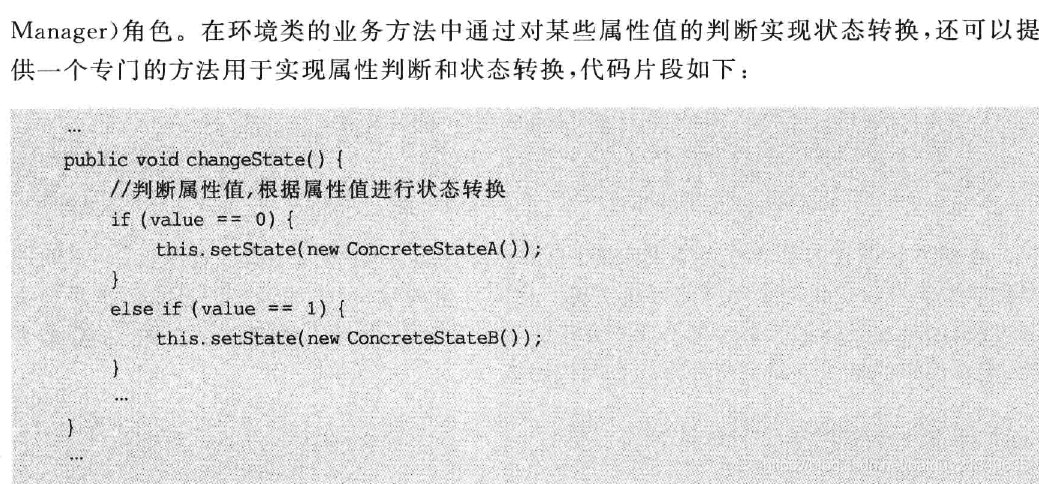 Manager)角色。在环境类的业务方法中通过对某些属性值的判断实现状态转换,还可以提
供一个专门的方法用于实现属性判断和状态转换,代码片段如下:
…
public void changeState() {
//判断属性值,根据属性值进行状态转换
if (value == 0) {
this.setState(new ConcreteStateA());
}
else if (value == 1) {
this.setState(new ConcreteStateB());
}
…
}
…